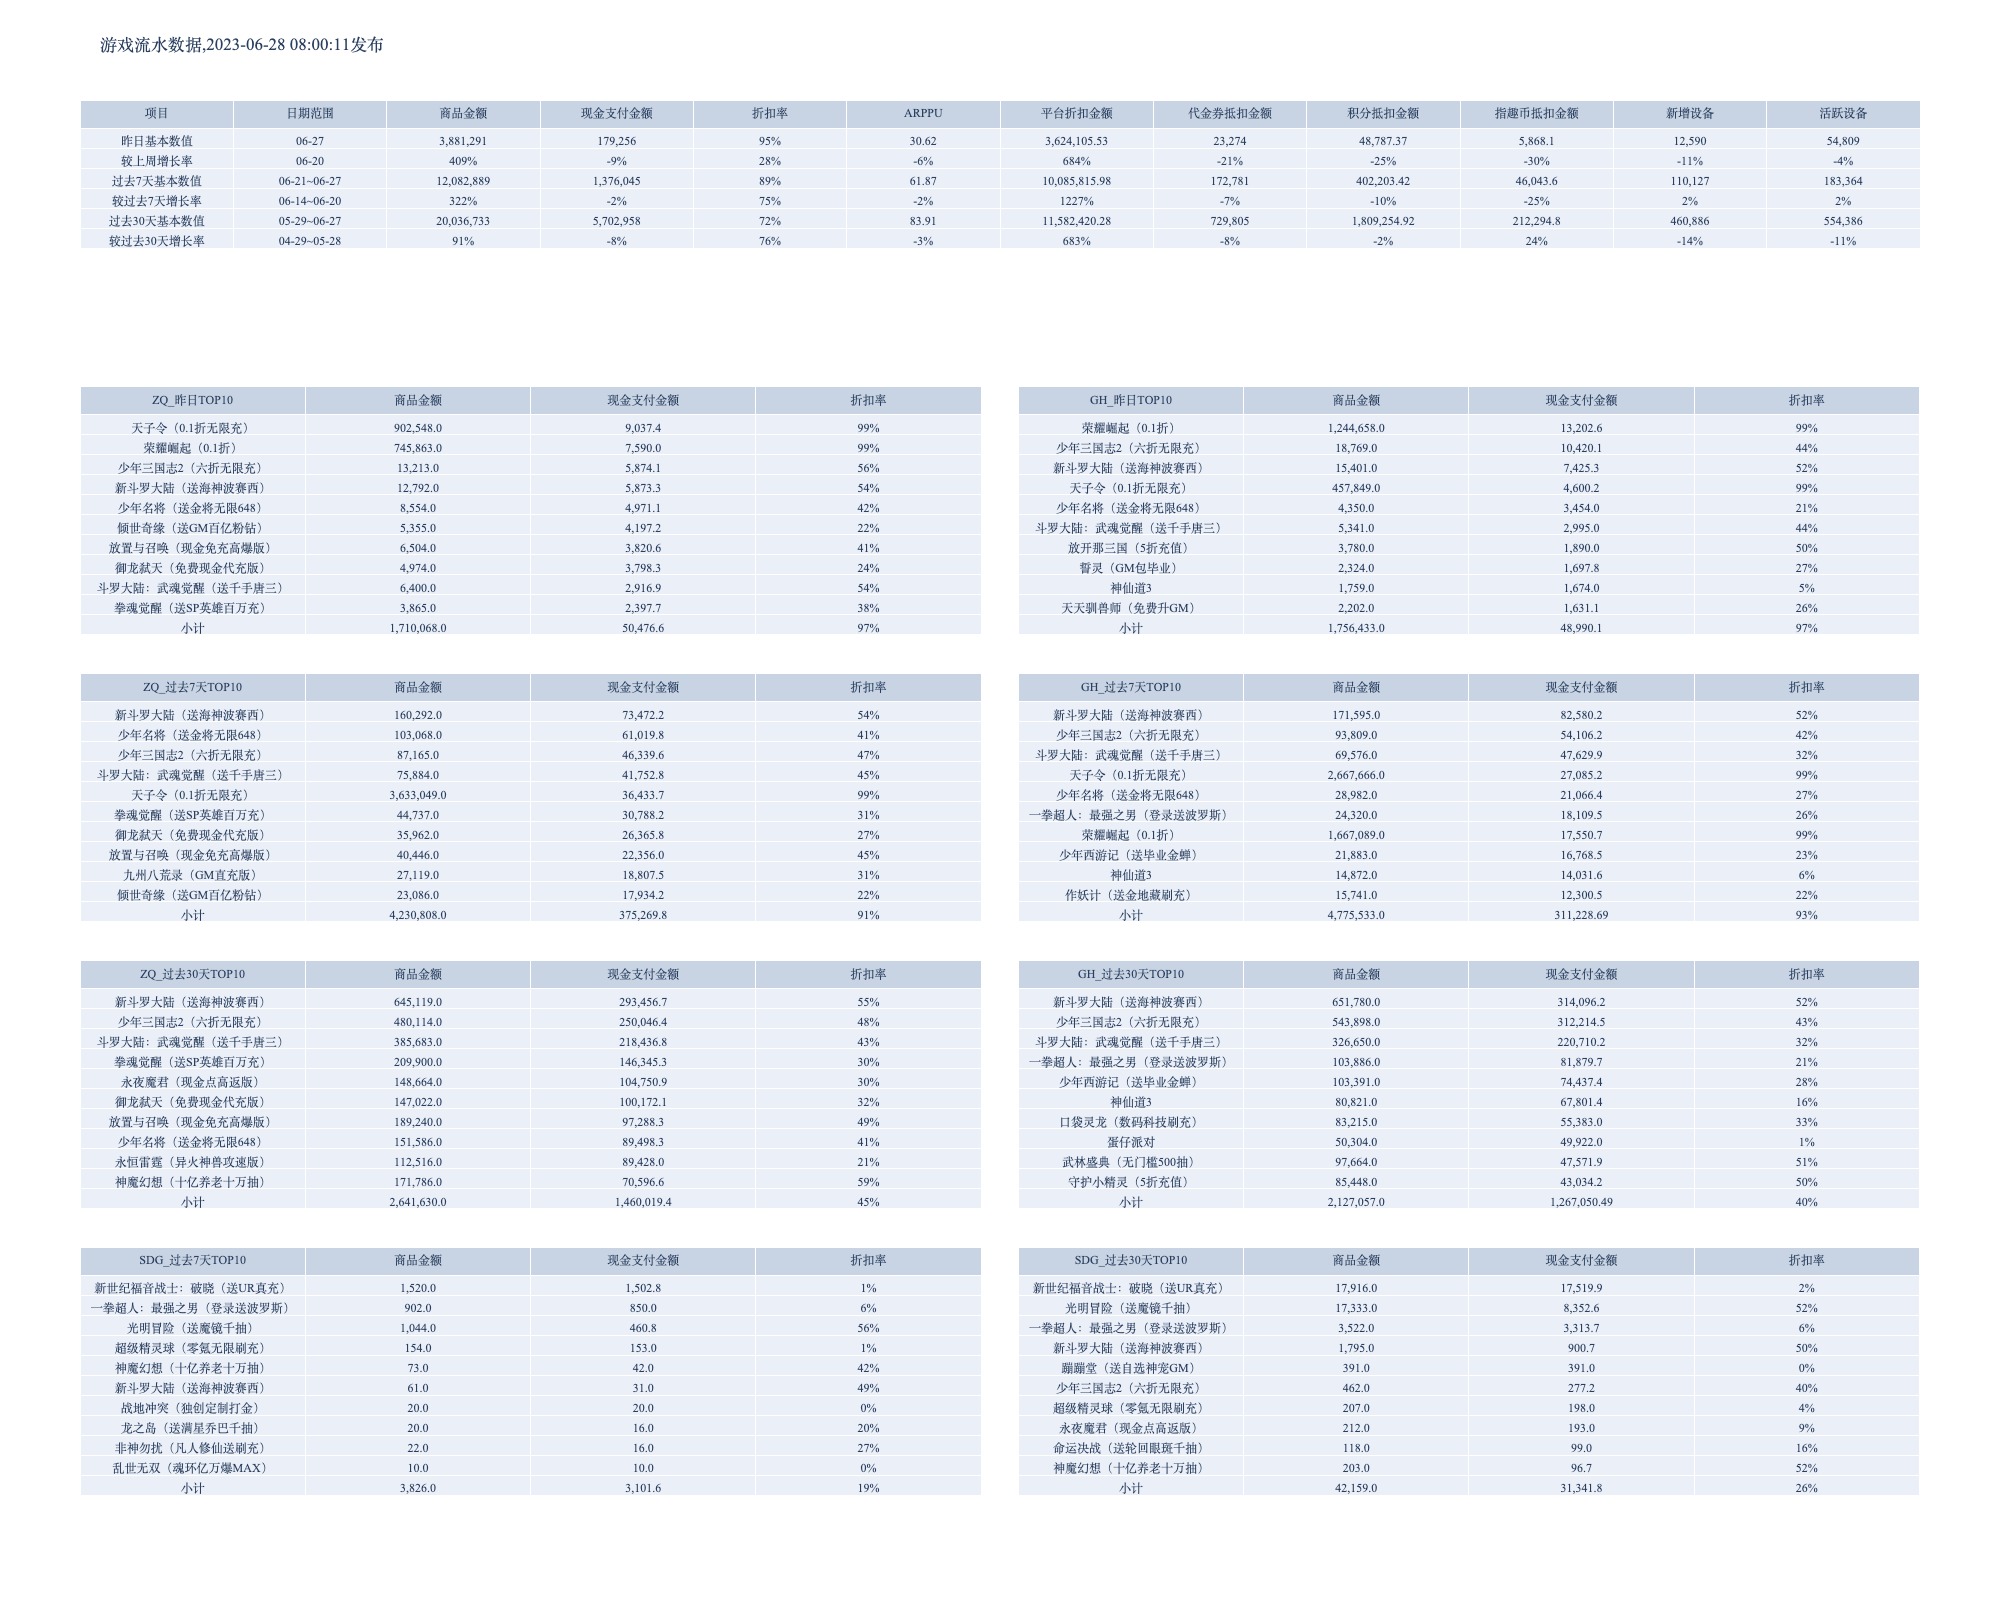 游戏流水数据,2023-06-28 08:00:11发布
项目 日期范围 商品金额 现金支付金额 折扣率 ARPPU 平台折扣金额 代金券抵扣金额 积分抵扣金额 指趣币抵扣金额 新增设备 活跃设备
昨日基本数值 06-27 3,881,291 179,256 95% 30.62 3,624,105.53 23,274 48,787.37 5,868.1 12,590 54,809
较上周增长率 06-20 409% -9% 28% -6% 684% -21% -25% -30% -11% -4%
过去7天基本数值 06-21~06-27 12,082,889 1,376,045 89% 61.87 10,085,815.98 172,781 402,203.42 46,043.6 110,127 183,364
较过去7天增长率 06-14~06-20 322% -2% 75% -2% 1227% -7% -10% -25% 2% 2%
过去30天基本数值 05-29~06-27 20,036,733 5,702,958 72% 83.91 11,582,420.28 729,805 1,809,254.92 212,294.8 460,886 554,386
较过去30天增长率 04-29~05-28 91% -8% 76% -3% 683% -8% -2% 24% -14% -11%
ZQ_昨日TOP10 商品金额 现金支付金额 折扣率
天子令（0.1折无限充） 902,548.0 9,037.4 99%
荣耀崛起（0.1折） 745,863.0 7,590.0 99%
少年三国志2（六折无限充） 13,213.0 5,874.1 56%
新斗罗大陆（送海神波赛西） 12,792.0 5,873.3 54%
少年名将（送金将无限648） 8,554.0 4,971.1 42%
倾世奇缘（送GM百亿粉钻） 5,355.0 4,197.2 22%
放置与召唤（现金免充高爆版） 6,504.0 3,820.6 41%
御龙弑天（免费现金代充版） 4,974.0 3,798.3 24%
斗罗大陆：武魂觉醒（送千手唐三） 6,400.0 2,916.9 54%
拳魂觉醒（送SP英雄百万充） 3,865.0 2,397.7 38%
小计 1,710,068.0 50,476.6 97%
GH_昨日TOP10 商品金额 现金支付金额 折扣率
荣耀崛起（0.1折） 1,244,658.0 13,202.6 99%
少年三国志2（六折无限充） 18,769.0 10,420.1 44%
新斗罗大陆（送海神波赛西） 15,401.0 7,425.3 52%
天子令（0.1折无限充） 457,849.0 4,600.2 99%
少年名将（送金将无限648） 4,350.0 3,454.0 21%
斗罗大陆：武魂觉醒（送千手唐三） 5,341.0 2,995.0 44%
放开那三国（5折充值） 3,780.0 1,890.0 50%
誓灵（GM包毕业） 2,324.0 1,697.8 27%
神仙道3 1,759.0 1,674.0 5%
天天驯兽师（免费升GM） 2,202.0 1,631.1 26%
小计 1,756,433.0 48,990.1 97%
ZQ_过去7天TOP10 商品金额 现金支付金额 折扣率
新斗罗大陆（送海神波赛西） 160,292.0 73,472.2 54%
少年名将（送金将无限648） 103,068.0 61,019.8 41%
少年三国志2（六折无限充） 87,165.0 46,339.6 47%
斗罗大陆：武魂觉醒（送千手唐三） 75,884.0 41,752.8 45%
天子令（0.1折无限充） 3,633,049.0 36,433.7 99%
拳魂觉醒（送SP英雄百万充） 44,737.0 30,788.2 31%
御龙弑天（免费现金代充版） 35,962.0 26,365.8 27%
放置与召唤（现金免充高爆版） 40,446.0 22,356.0 45%
九州八荒录（GM直充版） 27,119.0 18,807.5 31%
倾世奇缘（送GM百亿粉钻） 23,086.0 17,934.2 22%
小计 4,230,808.0 375,269.8 91%
GH_过去7天TOP10 商品金额 现金支付金额 折扣率
新斗罗大陆（送海神波赛西） 171,595.0 82,580.2 52%
少年三国志2（六折无限充） 93,809.0 54,106.2 42%
斗罗大陆：武魂觉醒（送千手唐三） 69,576.0 47,629.9 32%
天子令（0.1折无限充） 2,667,666.0 27,085.2 99%
少年名将（送金将无限648） 28,982.0 21,066.4 27%
一拳超人：最强之男（登录送波罗斯） 24,320.0 18,109.5 26%
荣耀崛起（0.1折） 1,667,089.0 17,550.7 99%
少年西游记（送毕业金蝉） 21,883.0 16,768.5 23%
神仙道3 14,872.0 14,031.6 6%
作妖计（送金地藏刷充） 15,741.0 12,300.5 22%
小计 4,775,533.0 311,228.69 93%
ZQ_过去30天TOP10 商品金额 现金支付金额 折扣率
新斗罗大陆（送海神波赛西） 645,119.0 293,456.7 55%
少年三国志2（六折无限充） 480,114.0 250,046.4 48%
斗罗大陆：武魂觉醒（送千手唐三） 385,683.0 218,436.8 43%
拳魂觉醒（送SP英雄百万充） 209,900.0 146,345.3 30%
永夜魔君（现金点高返版） 148,664.0 104,750.9 30%
御龙弑天（免费现金代充版） 147,022.0 100,172.1 32%
放置与召唤（现金免充高爆版） 189,240.0 97,288.3 49%
少年名将（送金将无限648） 151,586.0 89,498.3 41%
永恒雷霆（异火神兽攻速版） 112,516.0 89,428.0 21%
神魔幻想（十亿养老十万抽） 171,786.0 70,596.6 59%
小计 2,641,630.0 1,460,019.4 45%
GH_过去30天TOP10 商品金额 现金支付金额 折扣率
新斗罗大陆（送海神波赛西） 651,780.0 314,096.2 52%
少年三国志2（六折无限充） 543,898.0 312,214.5 43%
斗罗大陆：武魂觉醒（送千手唐三） 326,650.0 220,710.2 32%
一拳超人：最强之男（登录送波罗斯） 103,886.0 81,879.7 21%
少年西游记（送毕业金蝉） 103,391.0 74,437.4 28%
神仙道3 80,821.0 67,801.4 16%
口袋灵龙（数码科技刷充） 83,215.0 55,383.0 33%
蛋仔派对 50,304.0 49,922.0 1%
武林盛典（无门槛500抽） 97,664.0 47,571.9 51%
守护小精灵（5折充值） 85,448.0 43,034.2 50%
小计 2,127,057.0 1,267,050.49 40%
SDG_过去7天TOP10 商品金额 现金支付金额 折扣率
新世纪福音战士：破晓（送UR真充） 1,520.0 1,502.8 1%
一拳超人：最强之男（登录送波罗斯） 902.0 850.0 6%
光明冒险（送魔镜千抽） 1,044.0 460.8 56%
超级精灵球（零氪无限刷充） 154.0 153.0 1%
神魔幻想（十亿养老十万抽） 73.0 42.0 42%
新斗罗大陆（送海神波赛西） 61.0 31.0 49%
战地冲突（独创定制打金） 20.0 20.0 0%
龙之岛（送满星乔巴千抽） 20.0 16.0 20%
非神勿扰（凡人修仙送刷充） 22.0 16.0 27%
乱世无双（魂环亿万爆MAX） 10.0 10.0 0%
小计 3,826.0 3,101.6 19%
SDG_过去30天TOP10 商品金额 现金支付金额 折扣率
新世纪福音战士：破晓（送UR真充） 17,916.0 17,519.9 2%
光明冒险（送魔镜千抽） 17,333.0 8,352.6 52%
一拳超人：最强之男（登录送波罗斯） 3,522.0 3,313.7 6%
新斗罗大陆（送海神波赛西） 1,795.0 900.7 50%
蹦蹦堂（送自选神宠GM） 391.0 391.0 0%
少年三国志2（六折无限充） 462.0 277.2 40%
超级精灵球（零氪无限刷充） 207.0 198.0 4%
永夜魔君（现金点高返版） 212.0 193.0 9%
命运决战（送轮回眼斑千抽） 118.0 99.0 16%
神魔幻想（十亿养老十万抽） 203.0 96.7 52%
小计 42,159.0 31,341.8 26%